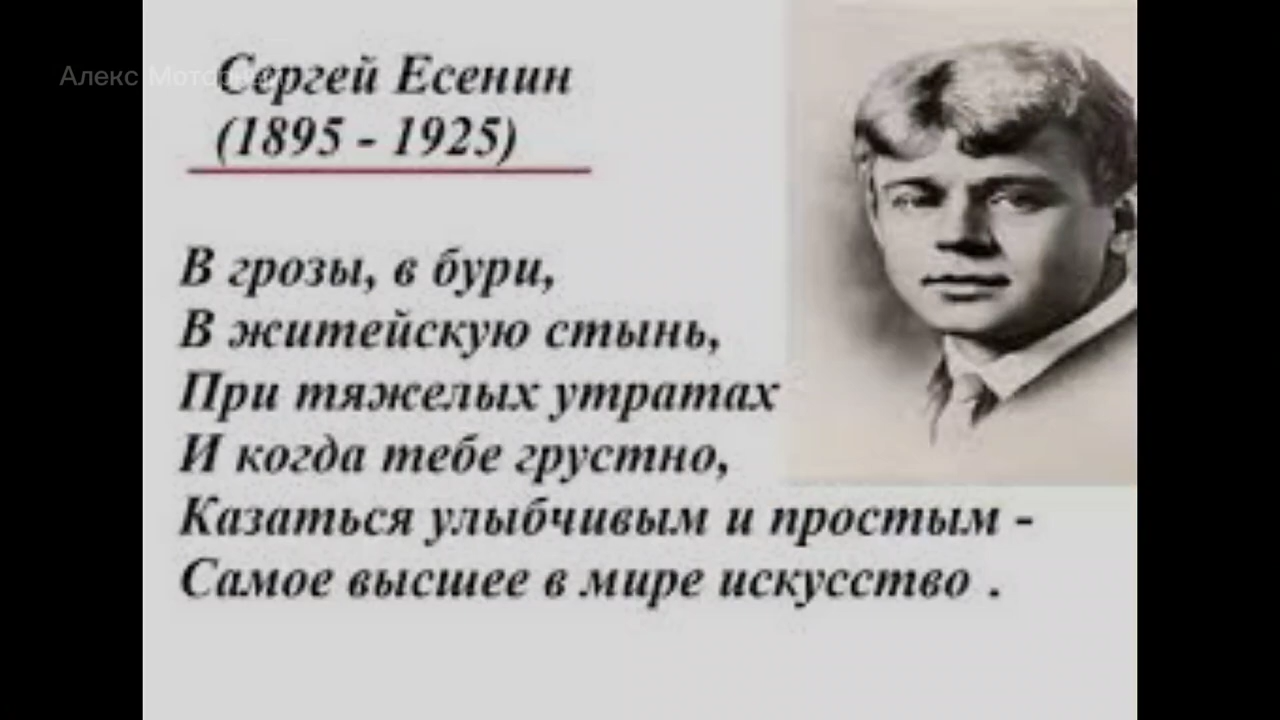 Алекс
Сергей Есенин
(1895 - 1925)
В грозы, в бури,
В житейскую стынь,
При тяжелых утратах
И когда тебе грустно,
Казаться улыбчивым и простым -
Самое высшее в мире искусство .